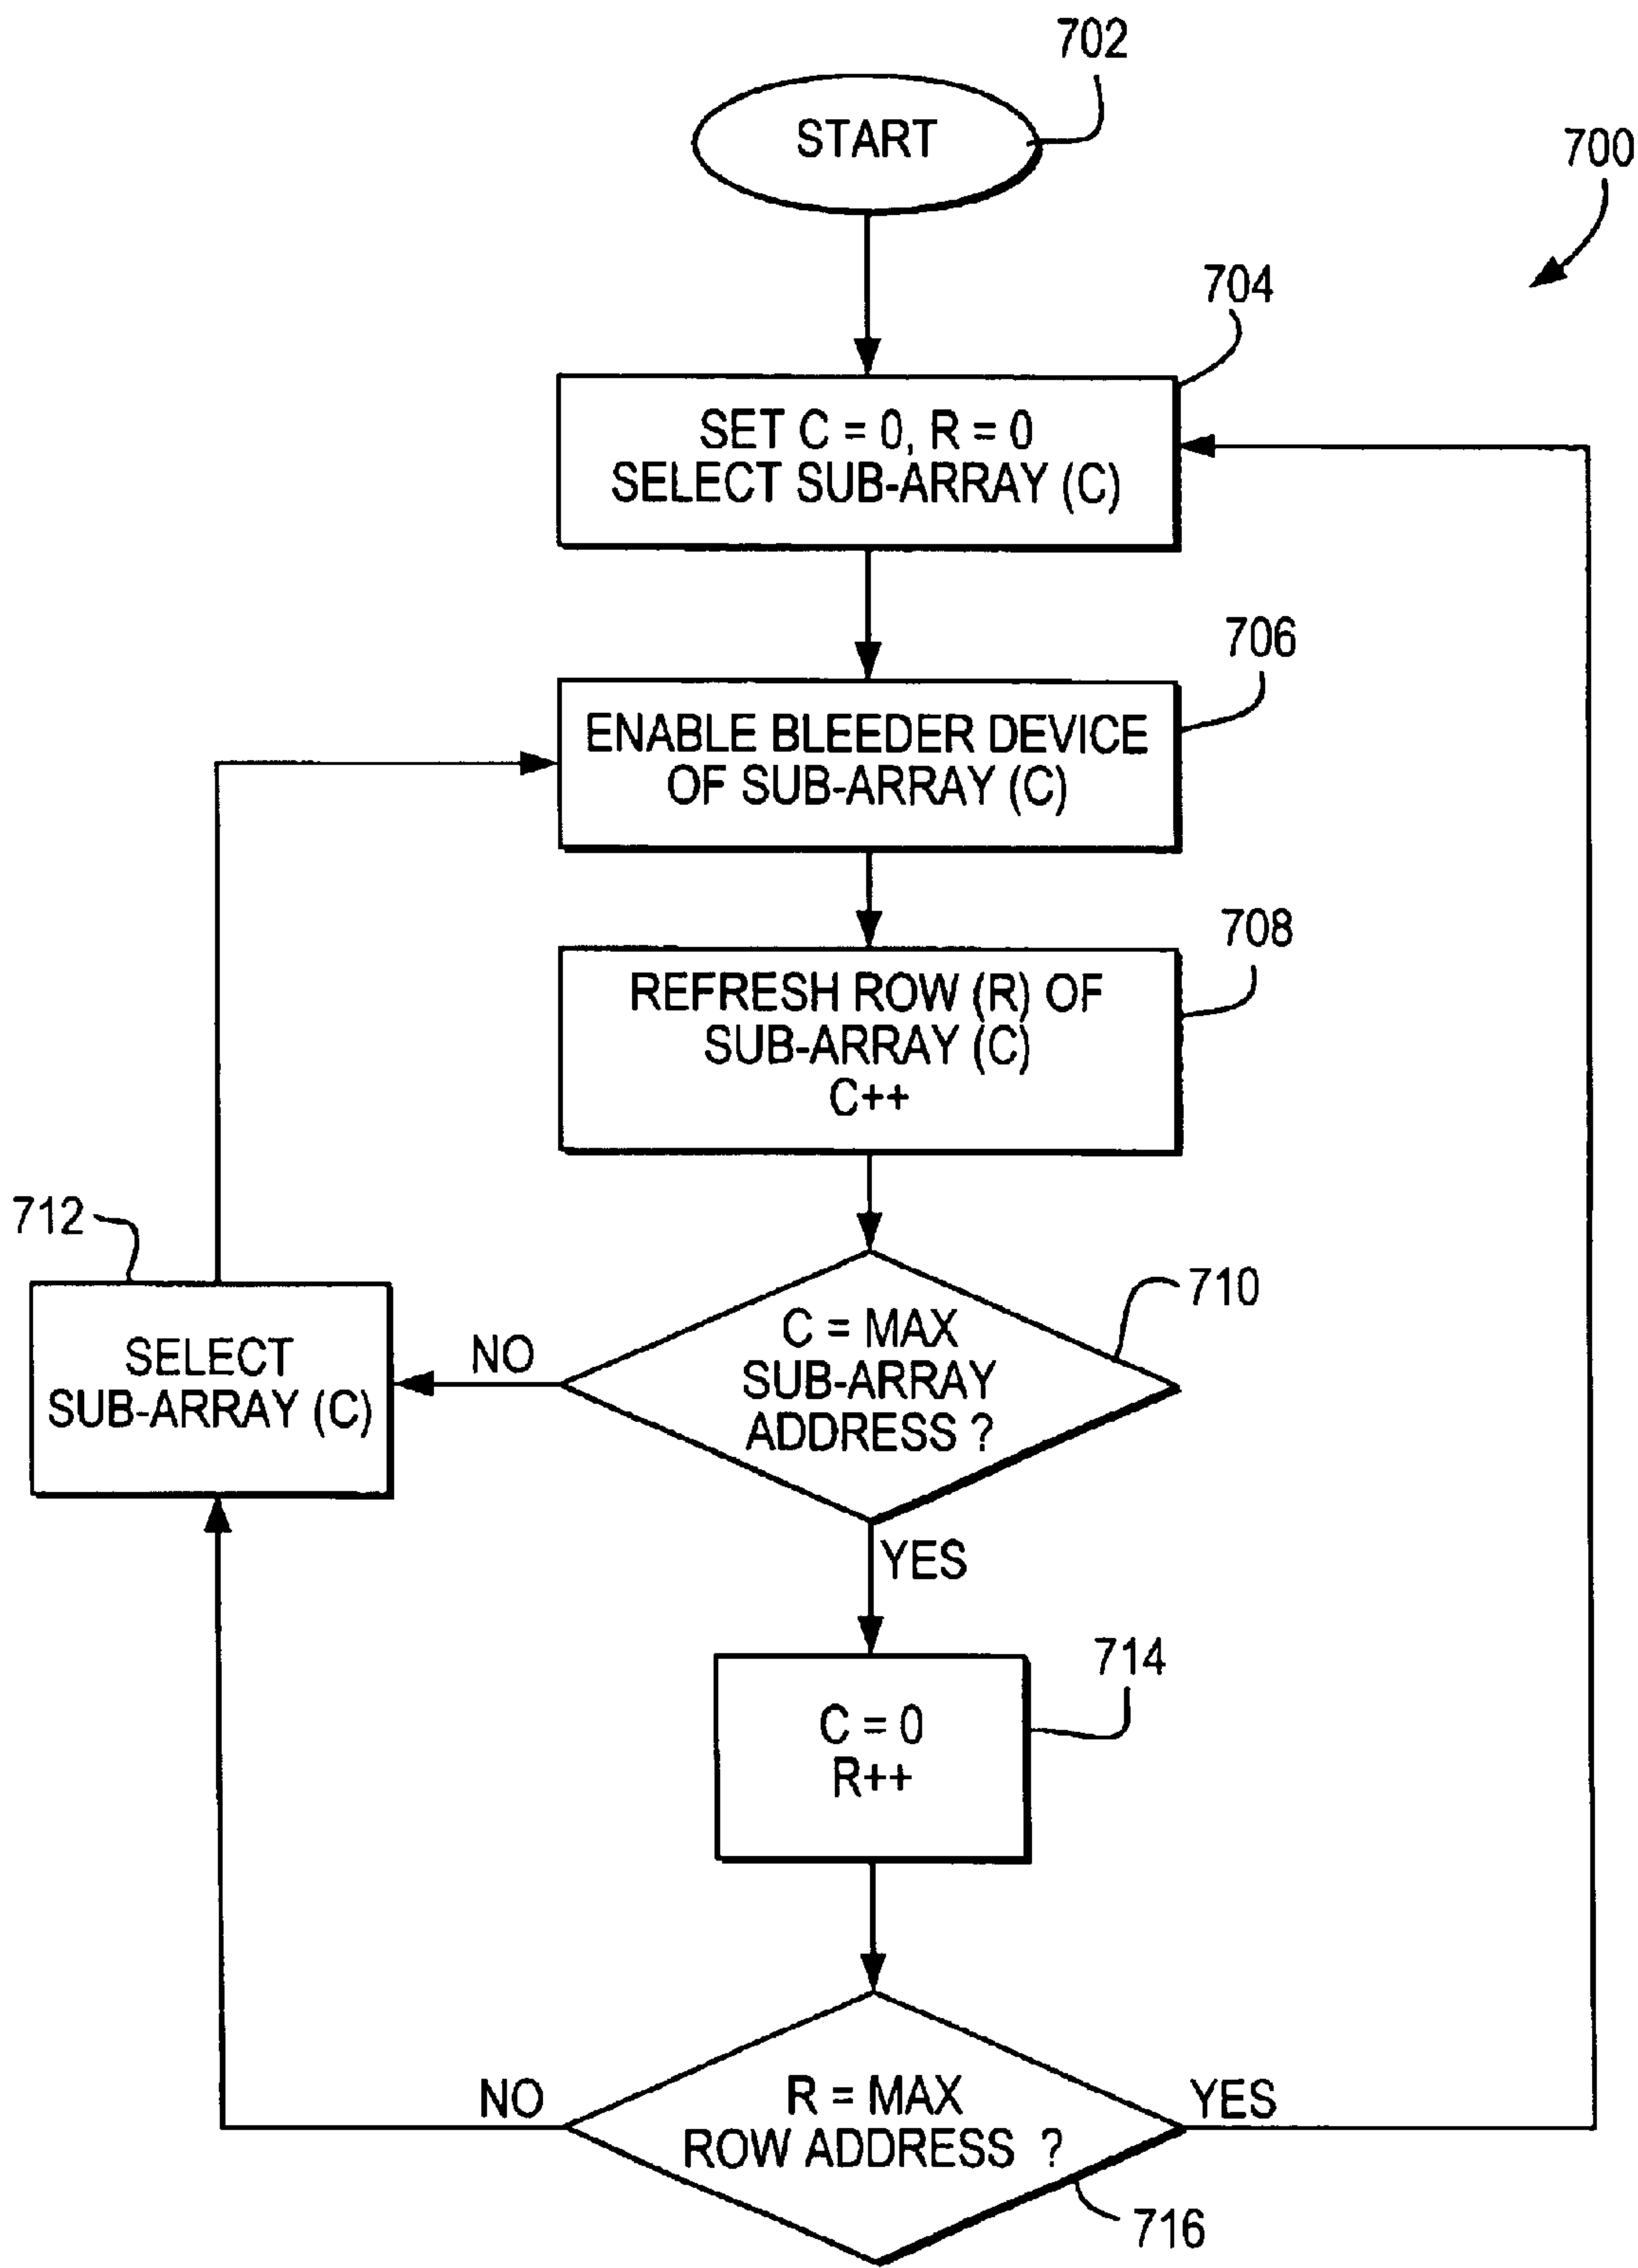 702
START
700
704
SET C = 0, R = 0
SELECT SUB-ARRAY (C)
706
ENABLE BLEEDER DEVICE
OF SUB-ARRAY (C)
708
REFRESH ROW (R) OF
SUB-ARRAY (C)
C++
712
SELECT
SUB-ARRAY (C)
NO
710
C = MAX
SUB-ARRAY
ADDRESS ?
YES
714
C = 0
R++
NO
R = MAX
ROW ADDRESS ?
YES
716